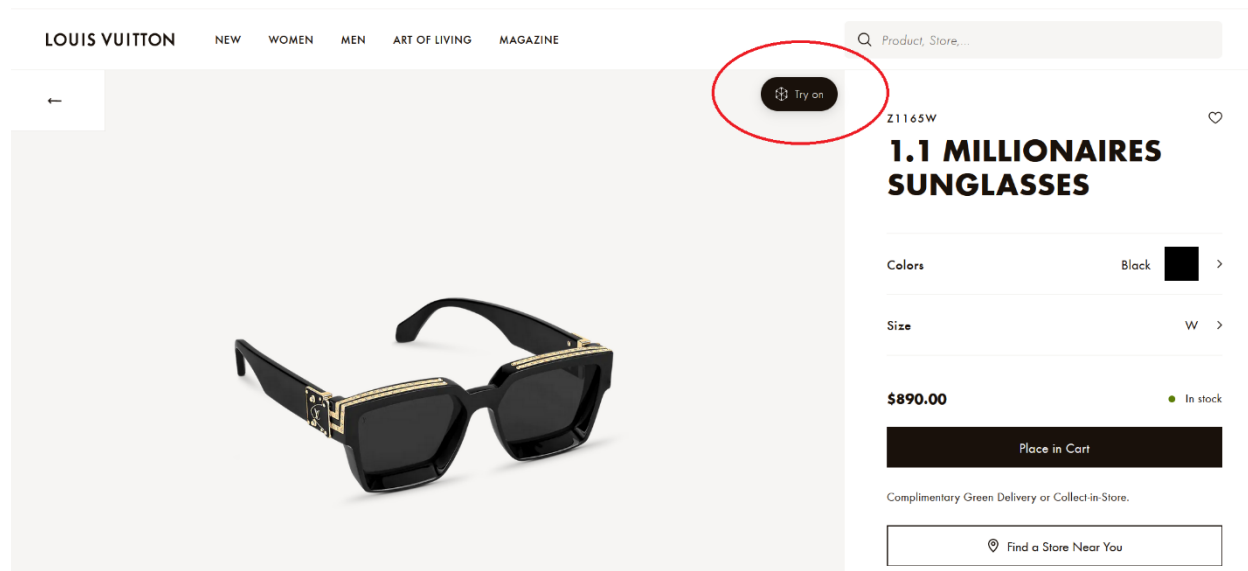 LOUIS VUITTON NEW WOMEN MEN ART OF LIVING MAGAZINE
Product, Store,...
Try on
Z1165W
1.1 MILLIONAIRES
SUNGLASSES
Colors Black
Size W
$890.00 In stock
Place in Cart
Complimentary Green Delivery or Collect-in-Store.
Find a Store Near You